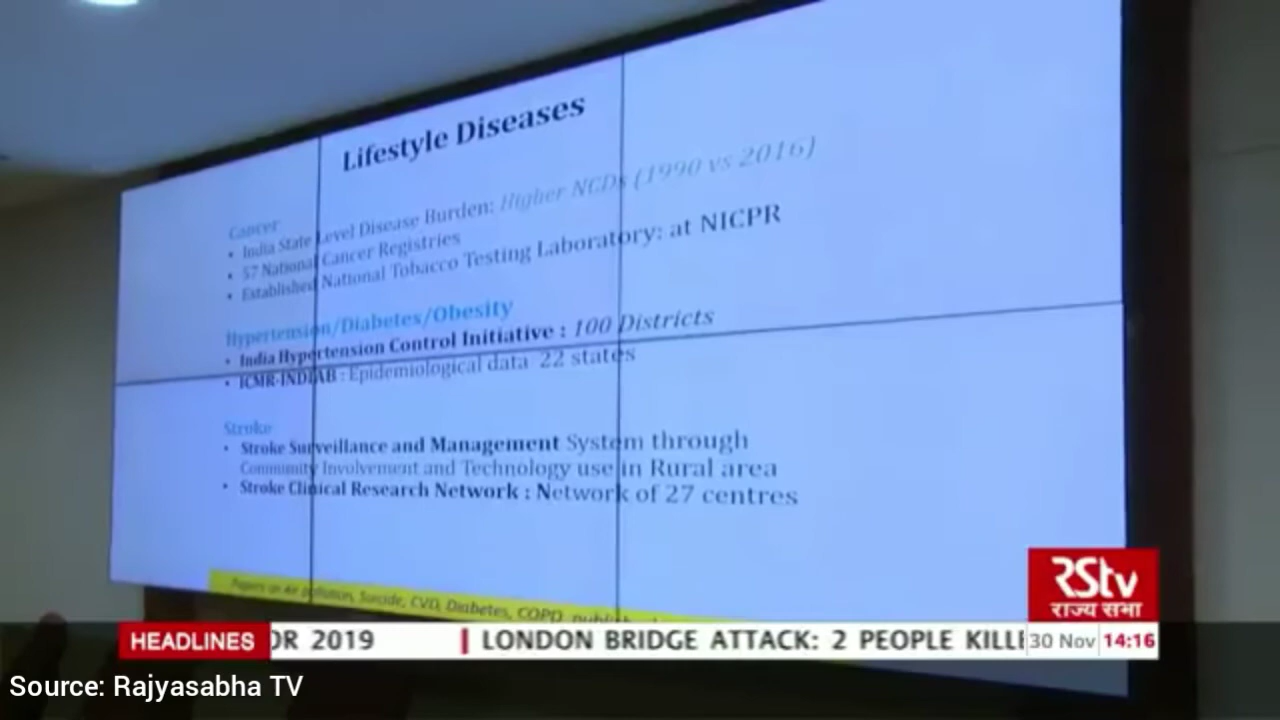 Lifestyle Diseases
Cancer
• India State Level Disease Burden: Higher NCDs (1990 vs 2016)
• 57 National Cancer Registries
• Established National Tobacco Testing Laboratory: at NICPR
Hypertension/Diabetes/Obesity
• India Hypertension Control Initiative : 100 Districts
• ICMR-INDIAB : Epidemiological data 22 states
Stroke
• Stroke Surveillance and Management System through
Community Involvement and Technology use in Rural area
• Stroke Clinical Research Network : Network of 27 centres
Papers on Air pollution, Suicide, CVD, Diabetes, COPD
RStv
राज्य सभा
HEADLINES OR 2019 LONDON BRIDGE ATTACK: 2 PEOPLE KILLE 30 Nov 14:16
Source: Rajyasabha TV